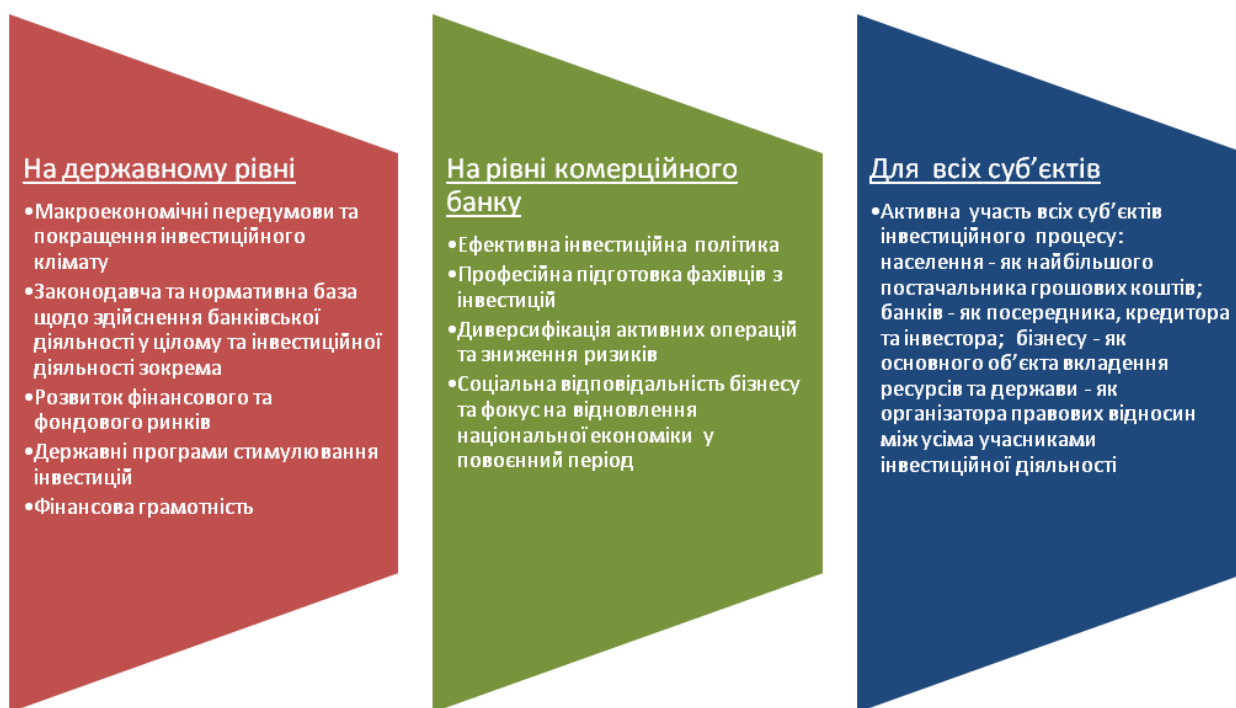 На державному рівні
•Макроекономічні передумови та
покращення інвестиційного
клімату
•Законодавча та нормативна база
щодо здійснення банківської
діяльності у цілому та інвестиційної
діяльності зокрема
•Розвиток фінансового та
фондового ринків
•Державні програми стимулювання
інвестицій
•Фінансова грамотність
На рівні комерційного
банку
•Ефективна інвестиційна політика
•Професійна підготовка фахівців з
інвестицій
•Диверсифікація активних операцій
та зниження ризиків
•Соціальна відповідальність бізнесу
та фокус на відновлення
національної економіки у
повоєнний період
Для всіх суб’єктів
•Активна участь всіх суб’єктів
інвестиційного процесу:
населення - як найбільшого
постачальника грошових коштів;
банків - як посередника, кредитора
та інвестора; бізнесу - як
основного об’єкта вкладення
ресурсів та держави - як
організатора правових відносин
між усіма учасниками
інвестиційної діяльності